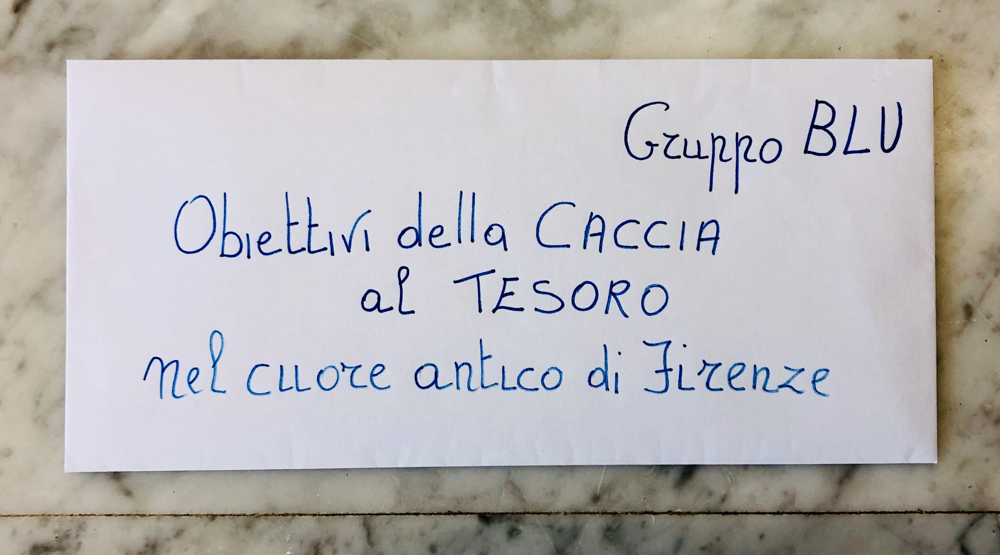 Gruppo BLU
Obiettivi della CACCIA
al TESORO
nel cuore antico di Firenze